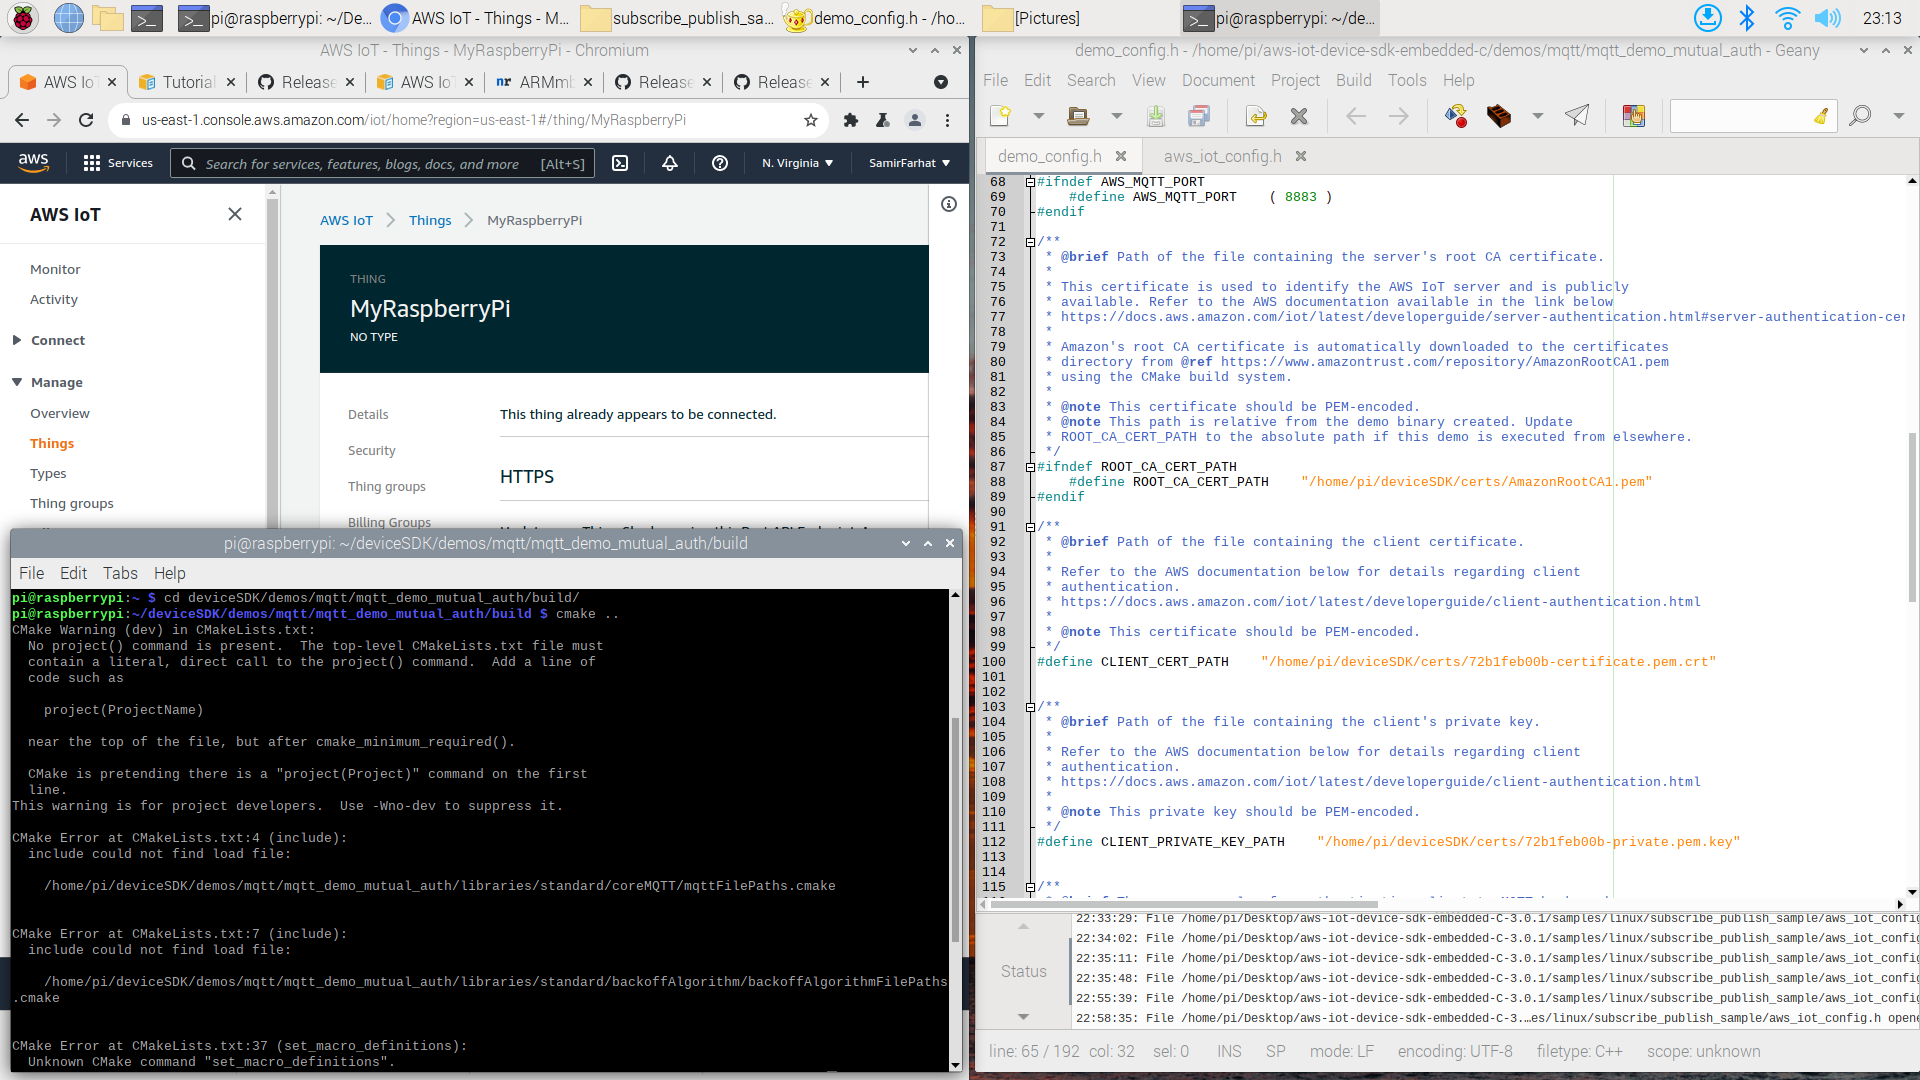 pi@raspberrypi: ~/De...
AWS IoT - Things - M...
subscribe_publish_sa...
demo_config.h - /ho...
[Pictures]
pi@raspberrypi: ~/de...
23:13
AWS IoT - Things - MyRaspberryPi - Chromium
AWS IoT
Tutorial
Release
AWS IoT
ARMm
Release
Release
us-east-1.console.aws.amazon.com/iot/home?region=us-east-1#/thing/MyRaspberryPi
aws
Services
Search for services, features, blogs, docs, and more
[Alt+S]
N. Virginia
SamirFarhat
AWS IoT
Monitor
Activity
Connect
Manage
Overview
Things
Types
Thing groups
AWS IoT
Things
MyRaspberryPi
THING
MyRaspberryPi
NO TYPE
Details
Security
Thing groups
Billing Groups
This thing already appears to be connected.
HTTPS
pi@raspberrypi: ~/deviceSDK/demos/mqtt/mqtt_demo_mutual_auth/build
File Edit Tabs Help
pi@raspberrypi:~ $ cd deviceSDK/demos/mqtt/mqtt_demo_mutual_auth/build/
pi@raspberrypi:~/deviceSDK/demos/mqtt/mqtt_demo_mutual_auth/build $ cmake ..
CMake Warning (dev) in CMakeLists.txt:
No project() command is present.  The top-level CMakeLists.txt file must
contain a literal, direct call to the project() command.  Add a line of
code such as
project(ProjectName)
near the top of the file, but after cmake_minimum_required().
CMake is pretending there is a "project(Project)" command on the first
line.
This warning is for project developers.  Use -Wno-dev to suppress it.
CMake Error at CMakeLists.txt:4 (include):
include could not find load file:
/home/pi/deviceSDK/demos/mqtt/mqtt_demo_mutual_auth/libraries/standard/coreMQTT/mqttFilePaths.cmake
CMake Error at CMakeLists.txt:7 (include):
include could not find load file:
/home/pi/deviceSDK/demos/mqtt/mqtt_demo_mutual_auth/libraries/standard/backoffAlgorithm/backoffAlgorithmFilePaths
.cmake
CMake Error at CMakeLists.txt:37 (set_macro_definitions):
Unknown CMake command "set_macro_definitions".
demo_config.h - /home/pi/aws-iot-device-sdk-embedded-c/demos/mqtt/mqtt_demo_mutual_auth - Geany
File Edit Search View Document Project Build Tools Help
demo_config.h
aws_iot_config.h
68 #ifndef AWS_MQTT_PORT
69 #define AWS_MQTT_PORT    ( 8883 )
70 #endif
71
72 /**
73 * @brief Path of the file containing the server's root CA certificate.
74 *
75 * This certificate is used to identify the AWS IoT server and is publicly
76 * available. Refer to the AWS documentation available in the link below
77 * https://docs.aws.amazon.com/iot/latest/developerguide/server-authentication.html#server-authentication-cer
78 *
79 * Amazon's root CA certificate is automatically downloaded to the certificates
80 * directory from @ref https://www.amazontrust.com/repository/AmazonRootCA1.pem
81 * using the CMake build system.
82 *
83 * @note This certificate should be PEM-encoded.
84 * @note This path is relative from the demo binary created. Update
85 * ROOT_CA_CERT_PATH to the absolute path if this demo is executed from elsewhere.
86 */
87 #ifndef ROOT_CA_CERT_PATH
88 #define ROOT_CA_CERT_PATH    "/home/pi/deviceSDK/certs/AmazonRootCA1.pem"
89 #endif
90
91 /**
92 * @brief Path of the file containing the client certificate.
93 *
94 * Refer to the AWS documentation below for details regarding client
95 * authentication.
96 * https://docs.aws.amazon.com/iot/latest/developerguide/client-authentication.html
97 *
98 * @note This certificate should be PEM-encoded.
99 */
100 #define CLIENT_CERT_PATH    "/home/pi/deviceSDK/certs/72b1feb00b-certificate.pem.crt"
101
102
103 /**
104 * @brief Path of the file containing the client's private key.
105 *
106 * Refer to the AWS documentation below for details regarding client
107 * authentication.
108 * https://docs.aws.amazon.com/iot/latest/developerguide/client-authentication.html
109 *
110 * @note This private key should be PEM-encoded.
111 */
112 #define CLIENT_PRIVATE_KEY_PATH    "/home/pi/deviceSDK/certs/72b1feb00b-private.pem.key"
113
114
115 /**
Status
22:33:29: File /home/pi/Desktop/aws-iot-device-sdk-embedded-C-3.0.1/samples/linux/subscribe_publish_sample/aws_iot_config
22:34:02: File /home/pi/Desktop/aws-iot-device-sdk-embedded-C-3.0.1/samples/linux/subscribe_publish_sample/aws_iot_config
22:35:11: File /home/pi/Desktop/aws-iot-device-sdk-embedded-C-3.0.1/samples/linux/subscribe_publish_sample/aws_iot_config
22:35:48: File /home/pi/Desktop/aws-iot-device-sdk-embedded-C-3.0.1/samples/linux/subscribe_publish_sample/aws_iot_config
22:55:39: File /home/pi/Desktop/aws-iot-device-sdk-embedded-C-3.0.1/samples/linux/subscribe_publish_sample/aws_iot_config
22:58:35: File /home/pi/Desktop/aws-iot-device-sdk-embedded-C-3....es/linux/subscribe_publish_sample/aws_iot_config.h opene
line: 65 / 192 col: 32 sel: 0 INS SP mode: LF encoding: UTF-8 filetype: C++ scope: unknown